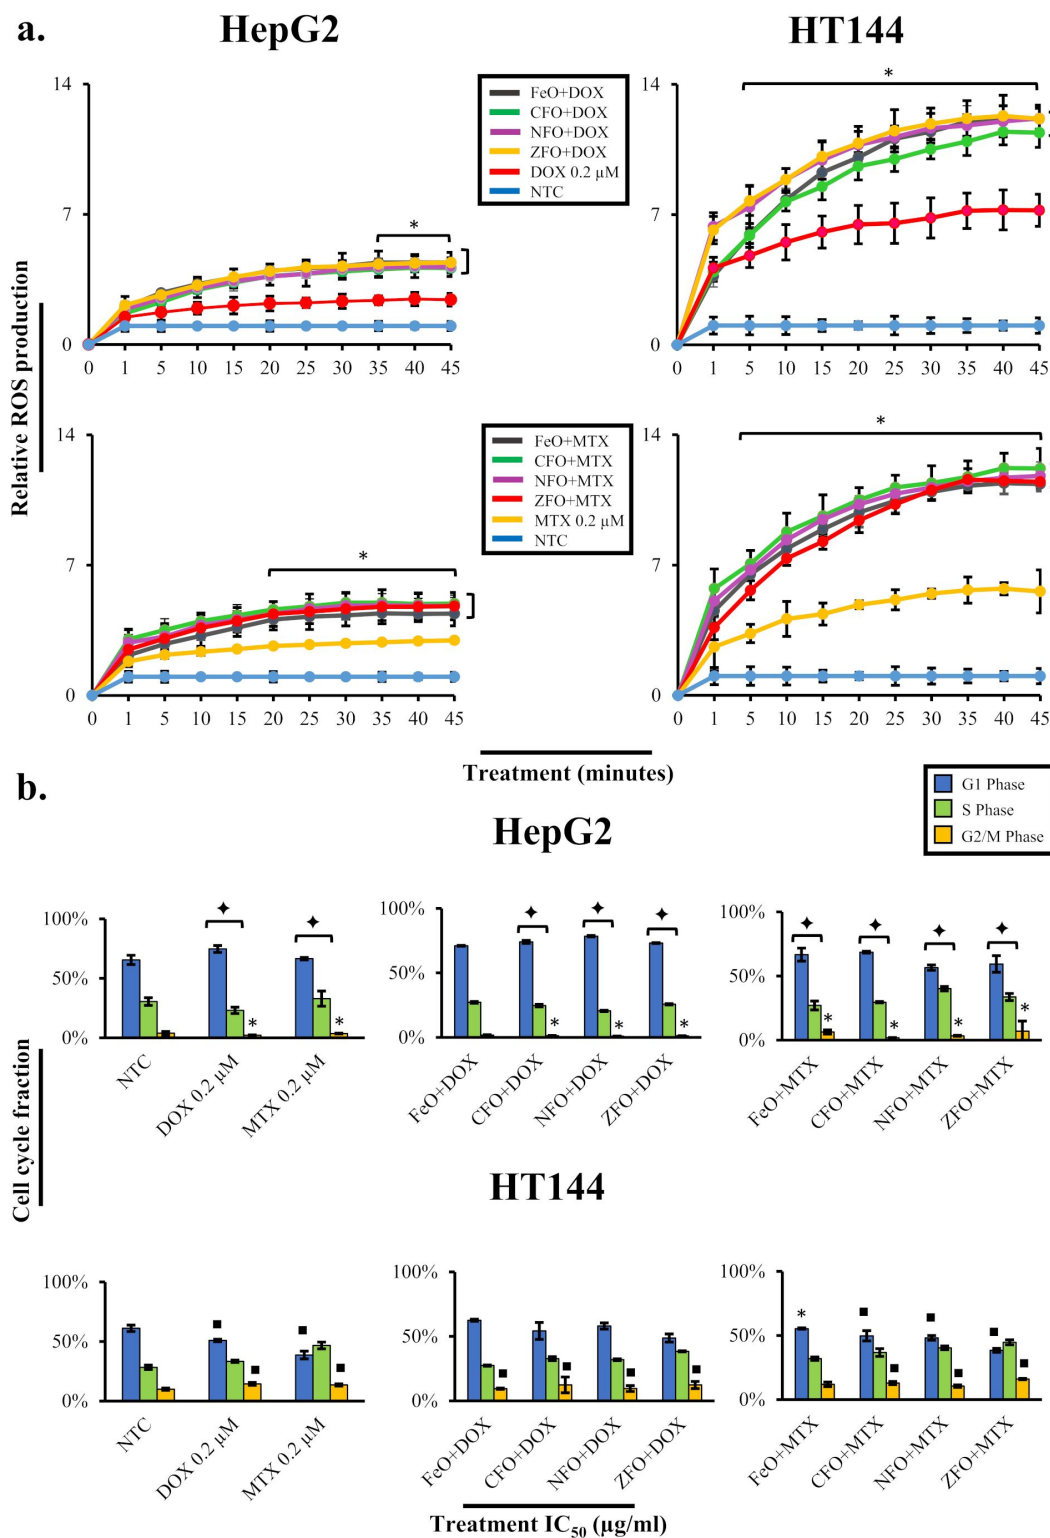 a.
HepG2
HT144
Relative ROS production
14
7
0
0 1 5 10 15 20 25 30 35 40 45
*
FeO+DOX
CFO+DOX
NFO+DOX
ZFO+DOX
DOX 0.2 µM
NTC
14
7
0
0 1 5 10 15 20 25 30 35 40 45
*
14
7
0
0 1 5 10 15 20 25 30 35 40 45
*
FeO+MTX
CFO+MTX
NFO+MTX
ZFO+MTX
MTX 0.2 µM
NTC
14
7
0
0 1 5 10 15 20 25 30 35 40 45
*
Treatment (minutes)
b.
G1 Phase
S Phase
G2/M Phase
HepG2
Cell cycle fraction
100%
50%
0%
✦ ✦
* *
NTC
DOX 0.2 µM
MTX 0.2 µM
100%
50%
0%
✦ ✦ ✦
* * *
FeO+DOX
CFO+DOX
NFO+DOX
ZFO+DOX
100%
50%
0%
✦ ✦ ✦ ✦
* * * *
FeO+MTX
CFO+MTX
NFO+MTX
ZFO+MTX
HT144
100%
50%
0%
■ ■ ■ ■
NTC
DOX 0.2 µM
MTX 0.2 µM
100%
50%
0%
■ ■ ■ ■
FeO+DOX
CFO+DOX
NFO+DOX
ZFO+DOX
100%
50%
0%
* ■ ■ ■ ■ ■ ■
FeO+MTX
CFO+MTX
NFO+MTX
ZFO+MTX
Treatment IC50 (µg/ml)